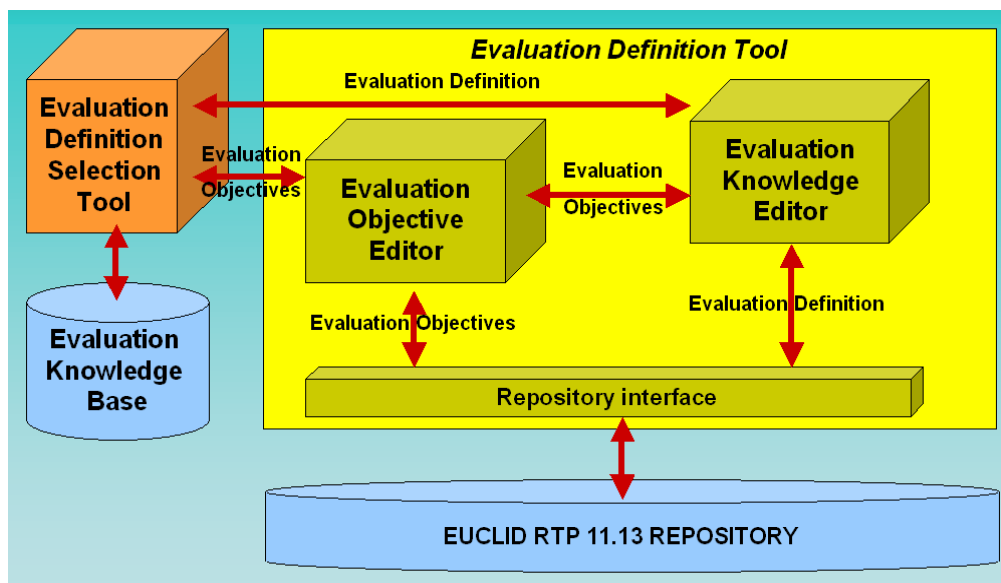 Evaluation Definition Tool
Evaluation Definition
Evaluation
Definition
Selection
Tool
Evaluation
Objectives
Evaluation
Objective
Editor
Evaluation
Objectives
Evaluation
Knowledge
Editor
Evaluation Objectives
Evaluation Definition
Evaluation
Knowledge
Base
Repository interface
EUCLID RTP 11.13 REPOSITORY